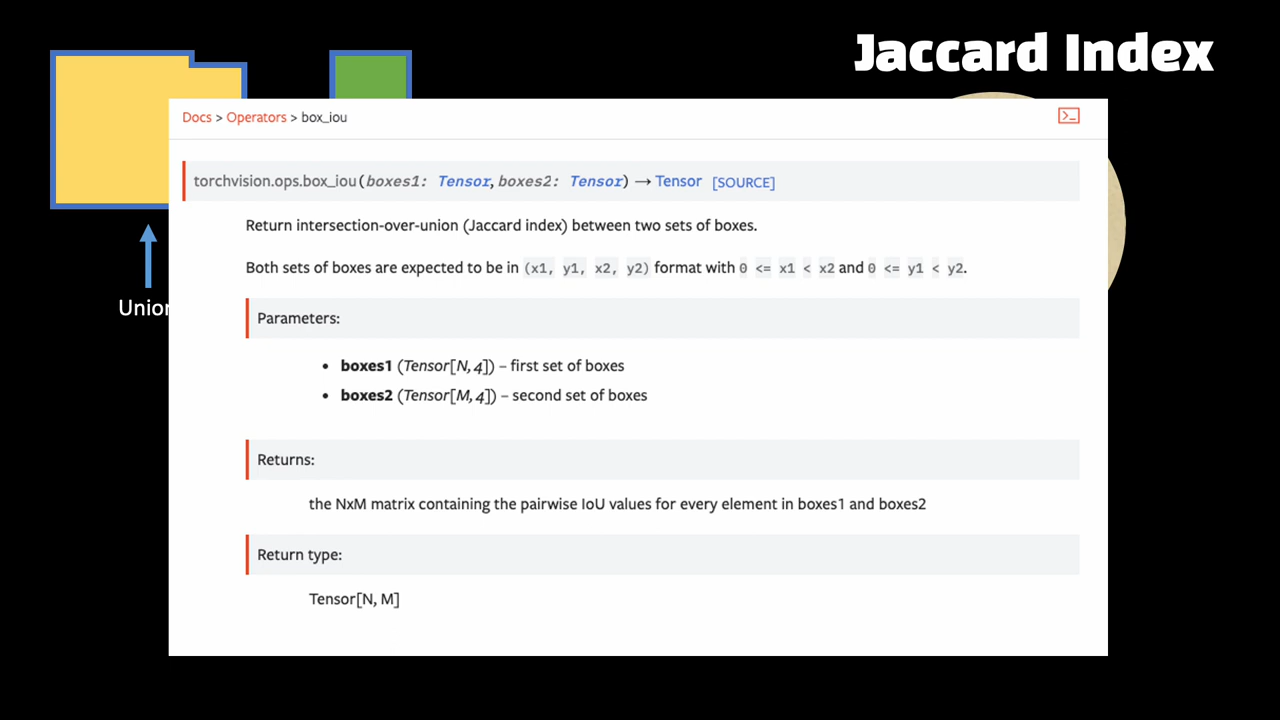 Jaccard Index
Docs > Operators > box_iou
torchvision.ops.box_iou(boxes1: Tensor, boxes2: Tensor) → Tensor [SOURCE]
Return intersection-over-union (Jaccard index) between two sets of boxes.
Both sets of boxes are expected to be in (x1, y1, x2, y2) format with 0 <= x1 < x2 and 0 <= y1 < y2.
Union
Parameters:
• boxes1 (Tensor[N, 4]) – first set of boxes
• boxes2 (Tensor[M, 4]) – second set of boxes
Returns:
the NxM matrix containing the pairwise IoU values for every element in boxes1 and boxes2
Return type:
Tensor[N, M]